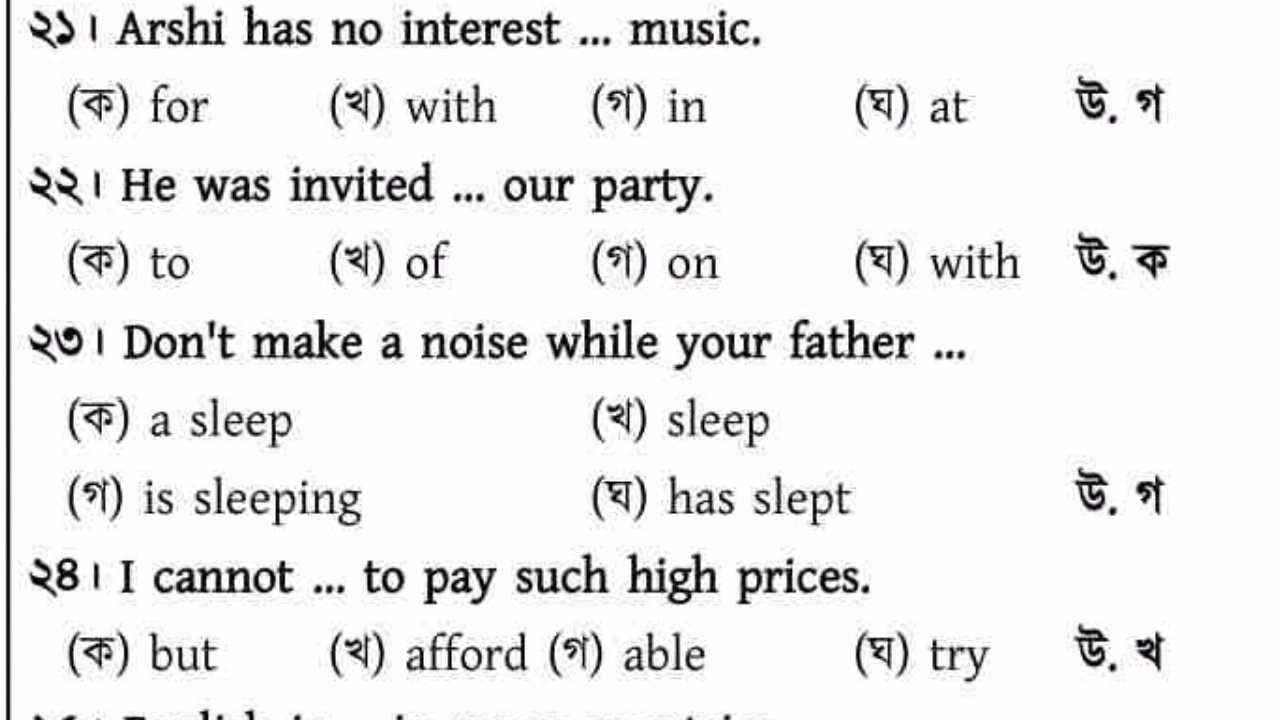 ২১। Arshi has no interest ... music.
(ক) for (খ) with (গ) in (ঘ) at উ. গ
২২। He was invited ... our party.
(ক) to (খ) of (গ) on (ঘ) with উ. ক
২৩। Don't make a noise while your father ...
(ক) a sleep (খ) sleep
(গ) is sleeping (ঘ) has slept উ. গ
২৪। I cannot ... to pay such high prices.
(ক) but (খ) afford (গ) able (ঘ) try উ. খ